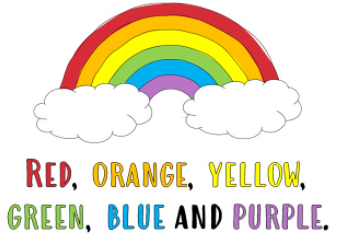 RED, ORANGE, YELLOW,
GREEN, BLUE AND PURPLE.